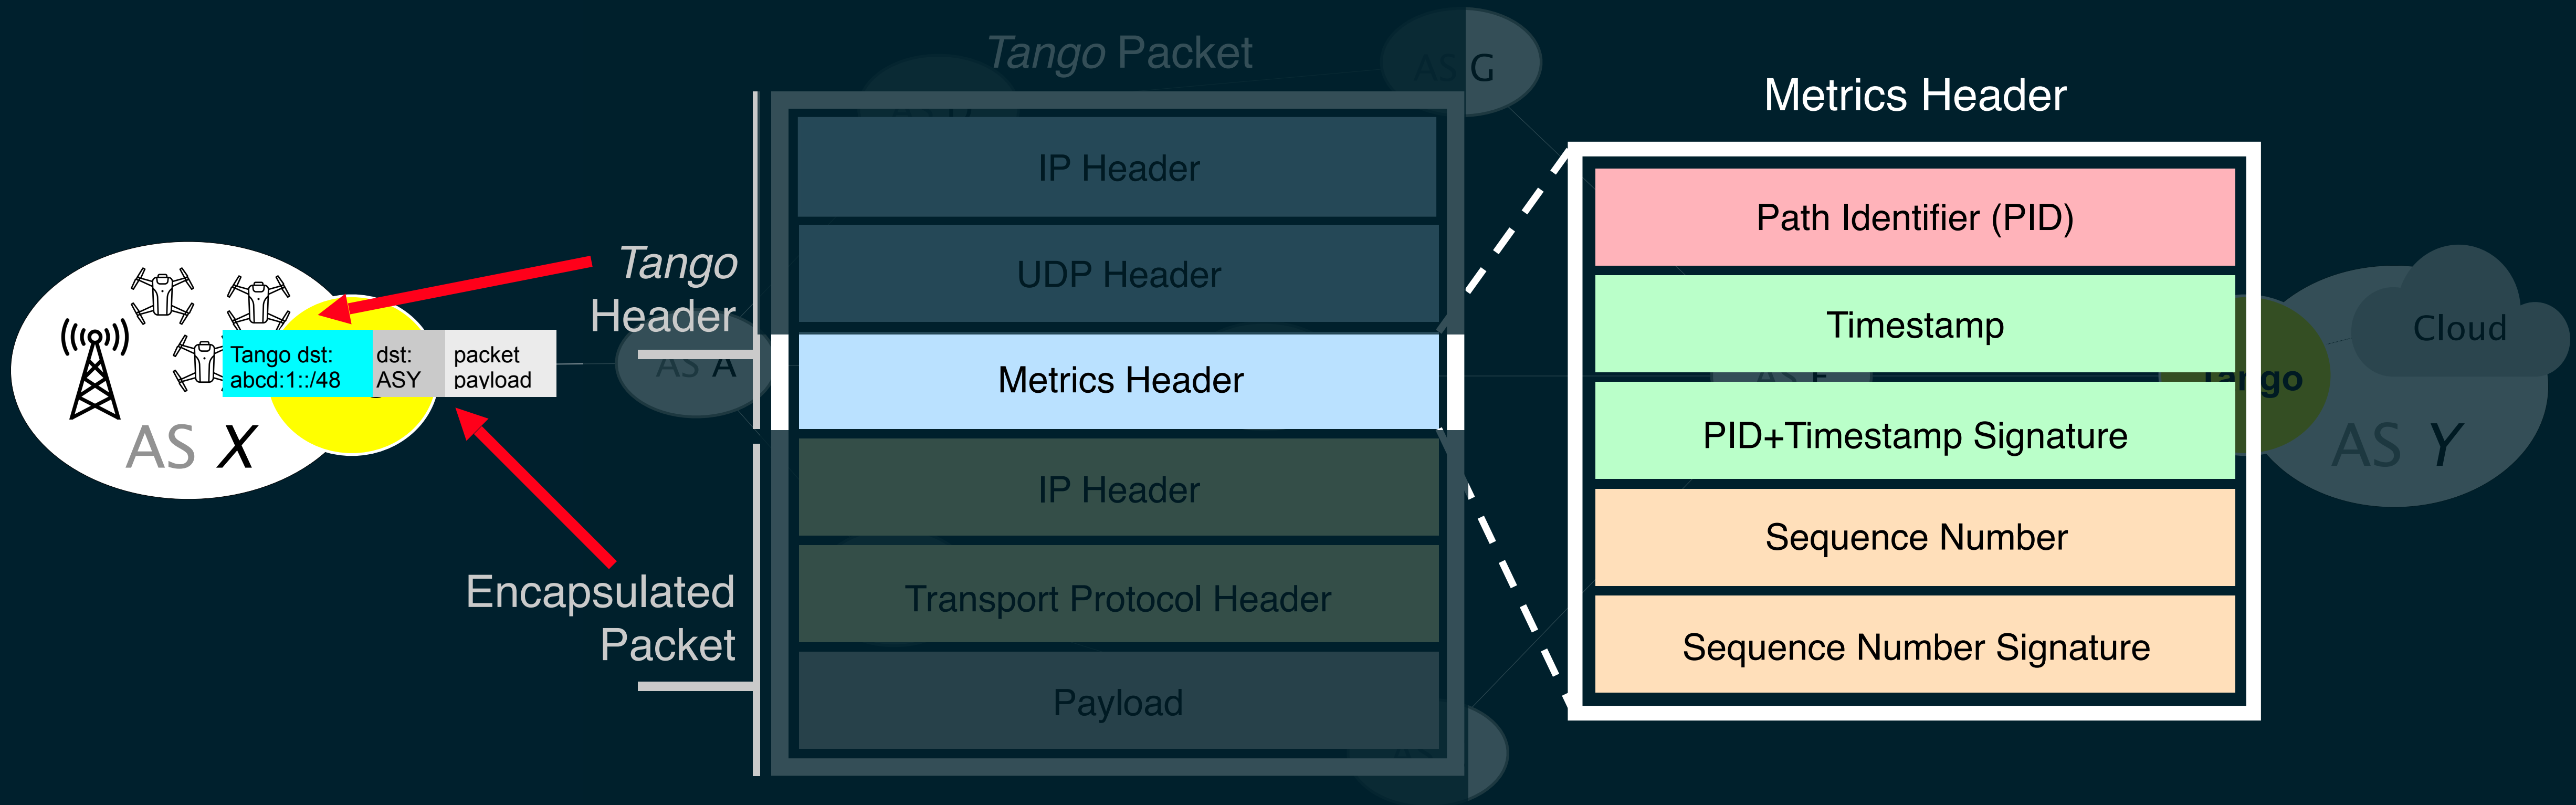 Tango Packet
AS G
Metrics Header
IP Header
Path Identifier (PID)
Tango
Header
UDP Header
Timestamp
Cloud
Tango dst:
abcd:1::/48
dst:
ASY
packet
payload
AS A
Metrics Header
Tango
AS X
PID+Timestamp Signature
AS Y
IP Header
Sequence Number
Encapsulated
Packet
Transport Protocol Header
Sequence Number Signature
Payload